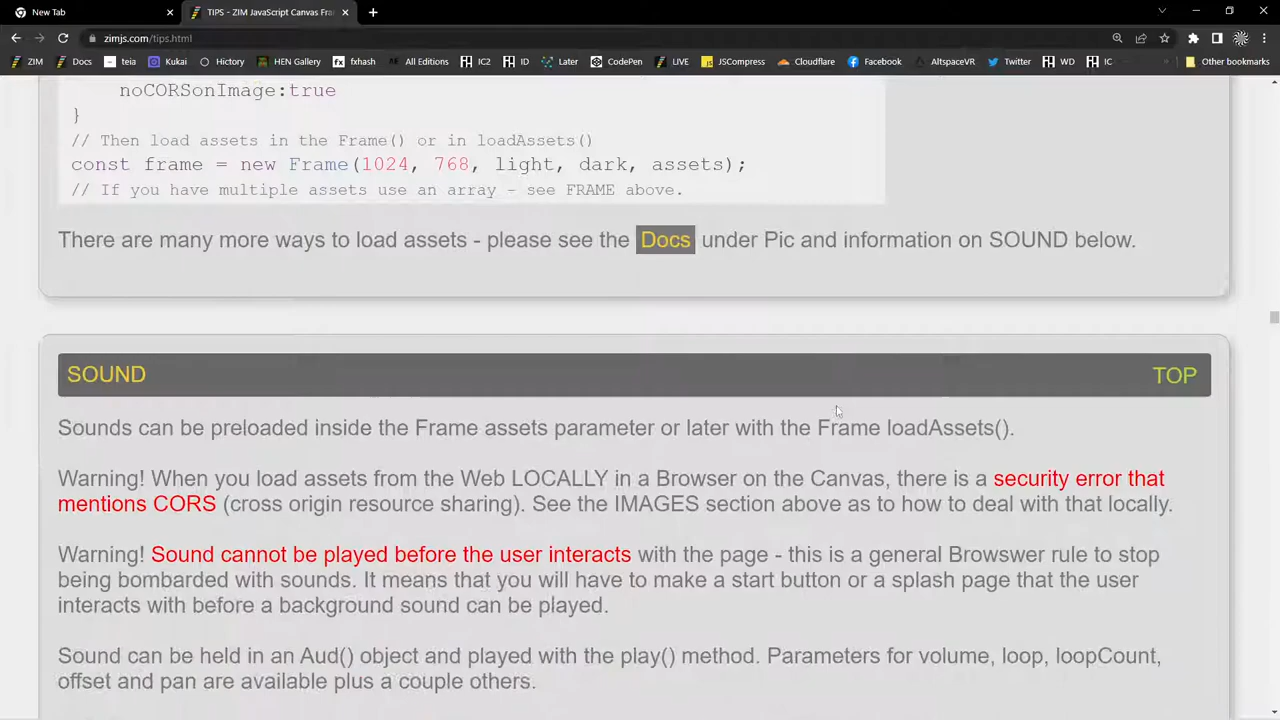 New Tab
TIPS - ZIM JavaScript Canvas Fra
zimjs.com/tips.html
ZIM Docs teia Kukai Hictory HEN Gallery fxhash All Editions IC2 ID Later CodePen LIVE JSCompress Cloudflare Facebook AltspaceVR Twitter WD IC Other bookmarks
noCORSonImage:true
}
// Then load assets in the Frame() or in loadAssets()
const frame = new Frame(1024, 768, light, dark, assets);
// If you have multiple assets use an array - see FRAME above.
There are many more ways to load assets - please see the Docs under Pic and information on SOUND below.
SOUND TOP
Sounds can be preloaded inside the Frame assets parameter or later with the Frame loadAssets().
Warning! When you load assets from the Web LOCALLY in a Browser on the Canvas, there is a security error that
mentions CORS (cross origin resource sharing). See the IMAGES section above as to how to deal with that locally.
Warning! Sound cannot be played before the user interacts with the page - this is a general Browswer rule to stop
being bombarded with sounds. It means that you will have to make a start button or a splash page that the user
interacts with before a background sound can be played.
Sound can be held in an Aud() object and played with the play() method. Parameters for volume, loop, loopCount,
offset and pan are available plus a couple others.